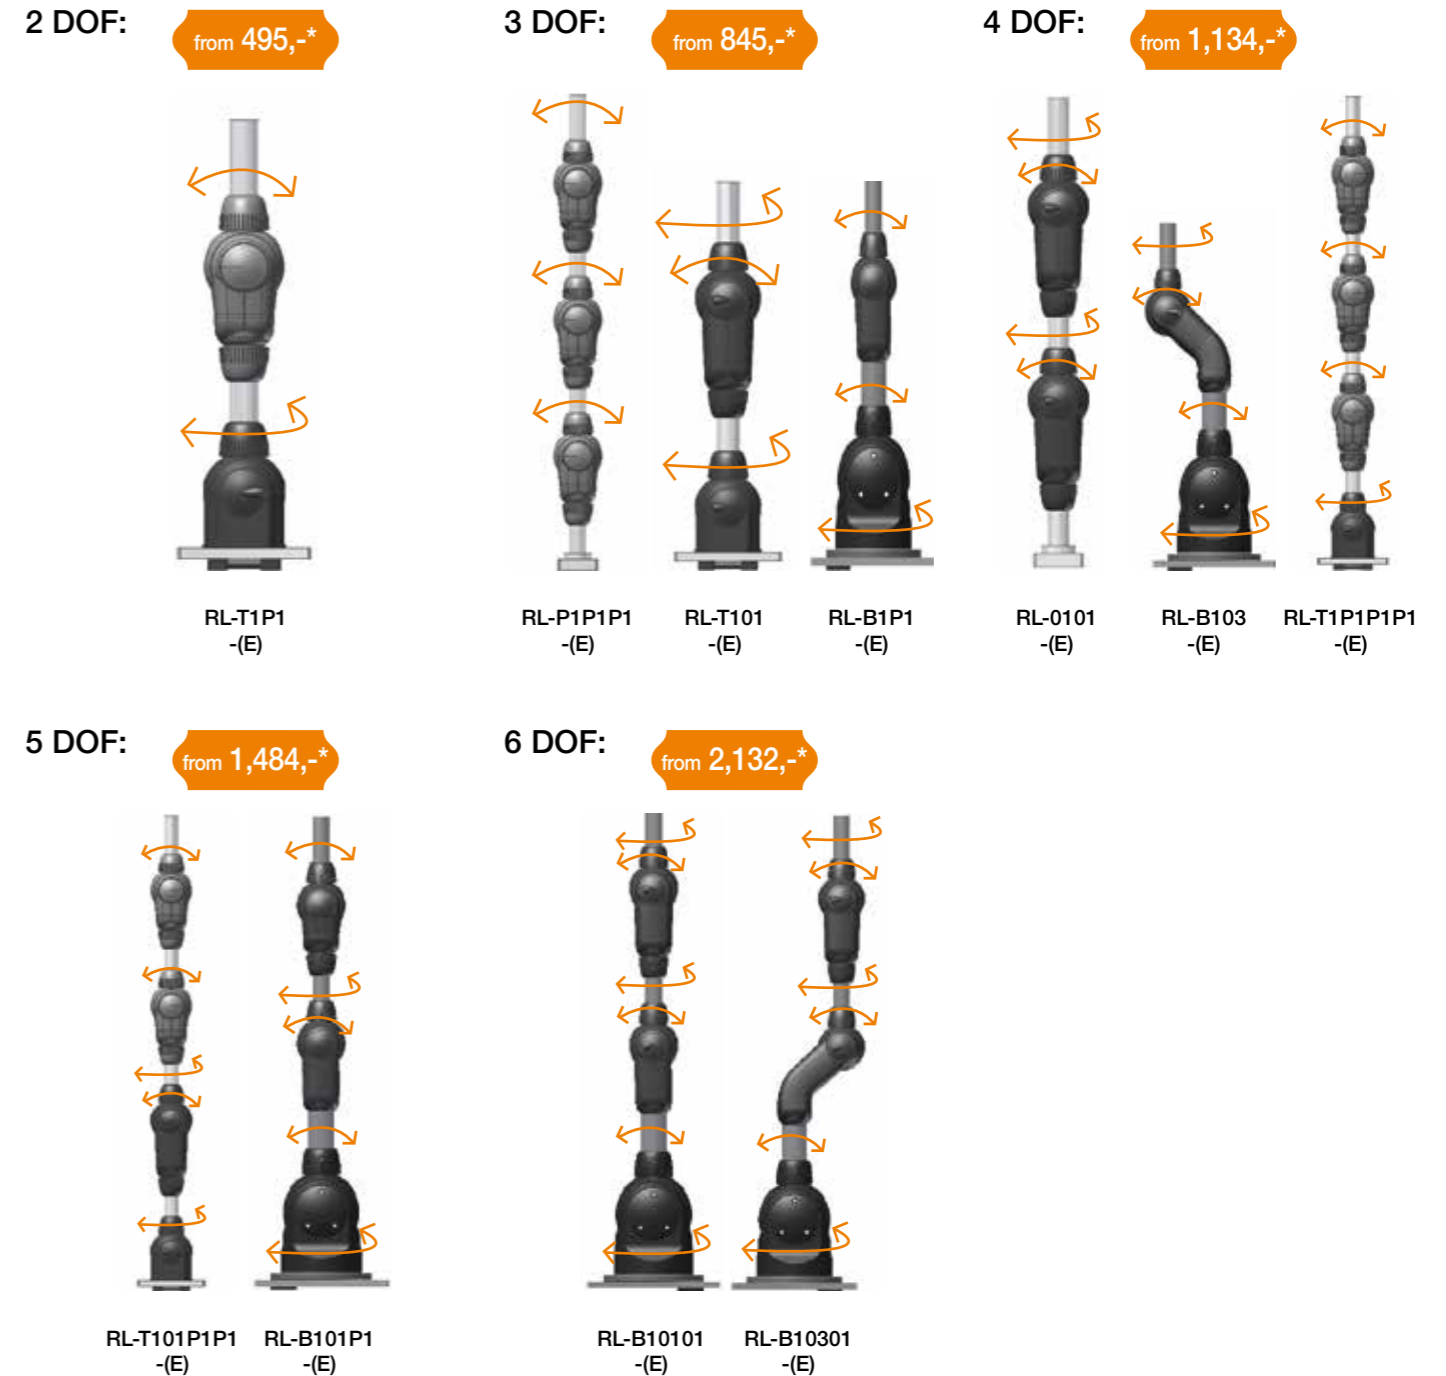 2 DOF:
from 495,-*
3 DOF:
from 845,-*
4 DOF:
from 1,134,-*
RL-T1P1
-(E)
RL-P1P1P1
-(E)
RL-T101
-(E)
RL-B1P1
-(E)
RL-0101
-(E)
RL-B103
-(E)
RL-T1P1P1P1
-(E)
5 DOF:
from 1,484,-*
6 DOF:
from 2,132,-*
RL-T101P1P1
-(E)
RL-B101P1
-(E)
RL-B10101
-(E)
RL-B10301
-(E)